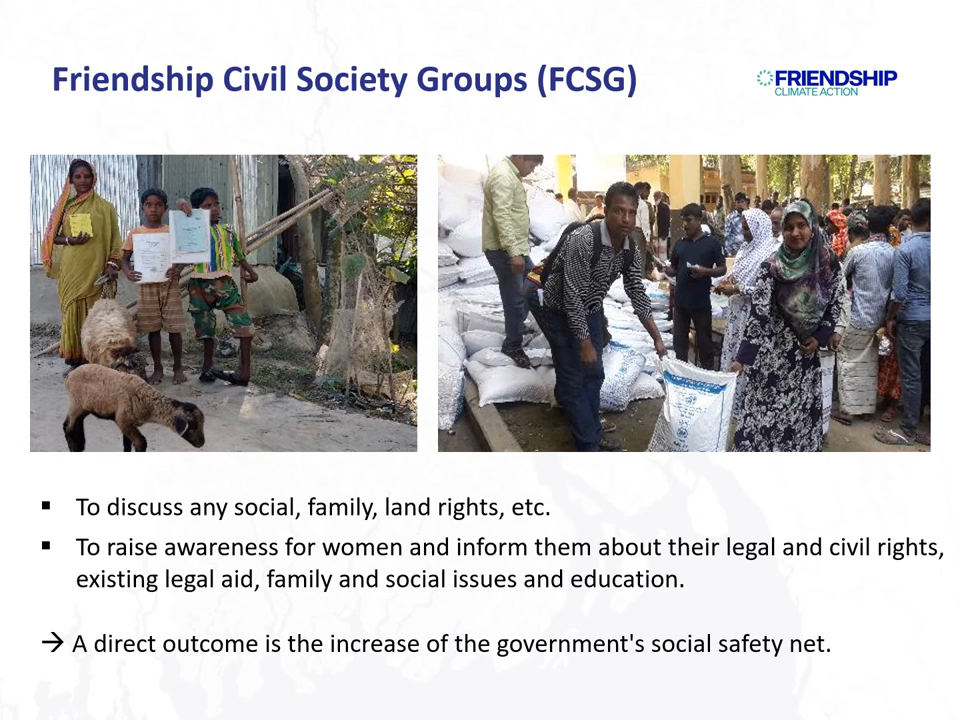 Friendship Civil Society Groups (FCSG)
FRIENDSHIP
CLIMATE ACTION
▪ To discuss any social, family, land rights, etc.
▪ To raise awareness for women and inform them about their legal and civil rights,
existing legal aid, family and social issues and education.
→ A direct outcome is the increase of the government's social safety net.